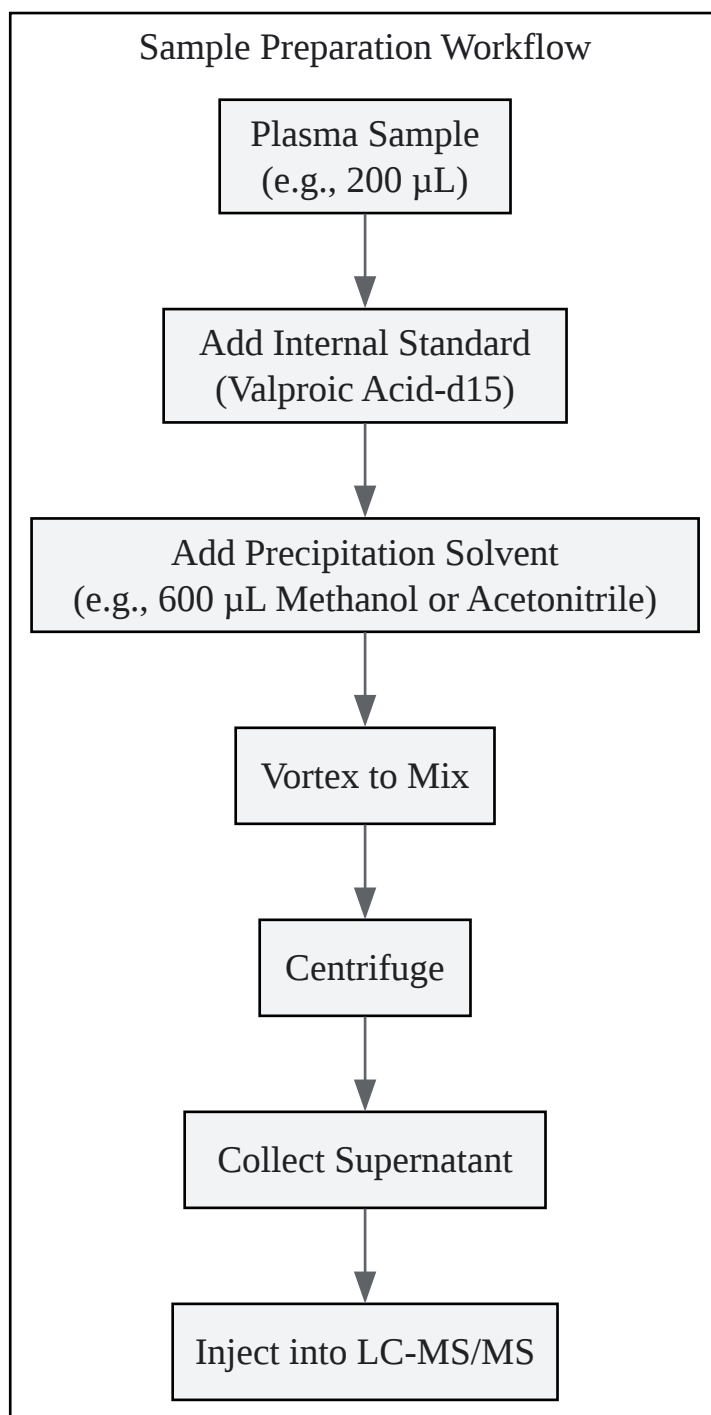 Sample Preparation Workflow
Plasma Sample
(e.g., 200 µL)
Add Internal Standard
(Valproic Acid-d15)
Add Precipitation Solvent
(e.g., 600 µL Methanol or Acetonitrile)
Vortex to Mix
Centrifuge
Collect Supernatant
Inject into LC-MS/MS